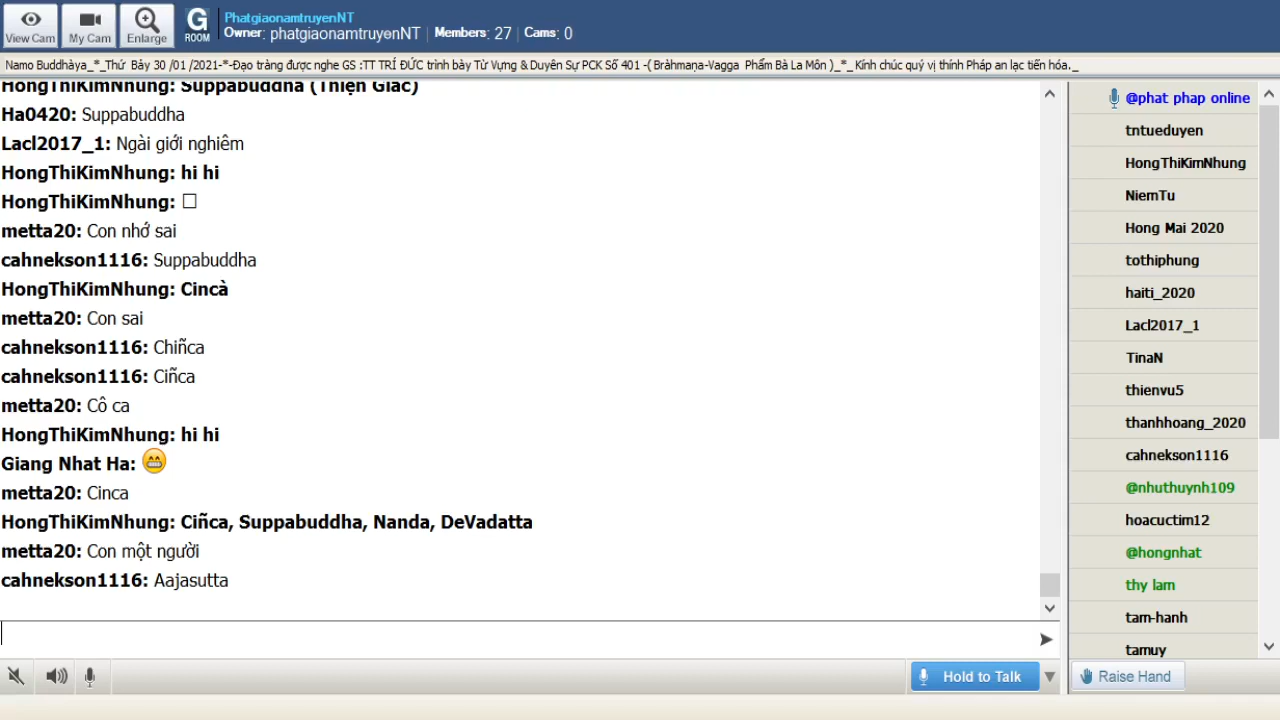 View Cam
My Cam
Enlarge
G
ROOM
PhatgiaonamtruyenNT
Owner: phatgiaonamtruyenNT | Members: 27 | Cams: 0
Namo Buddhàya_*_Thứ Bảy 30 /01 /2021-*-Đạo tràng được nghe GS :TT TRÍ ĐỨC trình bày Từ Vựng & Duyên Sự PCK Số 401 -( Bràhmaṇa-Vagga Phẩm Bà La Môn )_*_ Kính chúc quý vị thính Pháp an lạc tiến hóa._
HongThiKimNhung: Suppabuddha (Thiện Giác)
Ha0420: Suppabuddha
Lacl2017_1: Ngài giới nghiêm
HongThiKimNhung: hi hi
HongThiKimNhung:
metta20: Con nhớ sai
cahnekson1116: Suppabuddha
HongThiKimNhung: Cincà
metta20: Con sai
cahnekson1116: Chiñca
cahnekson1116: Ciñca
metta20: Cô ca
HongThiKimNhung: hi hi
Giang Nhat Ha:
metta20: Cinca
HongThiKimNhung: Ciñca, Suppabuddha, Nanda, DeVadatta
metta20: Con một người
cahnekson1116: Aajasutta
@phat phap online
tntueduyen
HongThiKimNhung
NiemTu
Hong Mai 2020
tothiphung
haiti_2020
Lacl2017_1
TinaN
thienvu5
thanhhoang_2020
cahnekson1116
@nhuthuynh109
hoacuctim12
@hongnhat
thy lam
tam-hanh
tamuy
Hold to Talk
Raise Hand